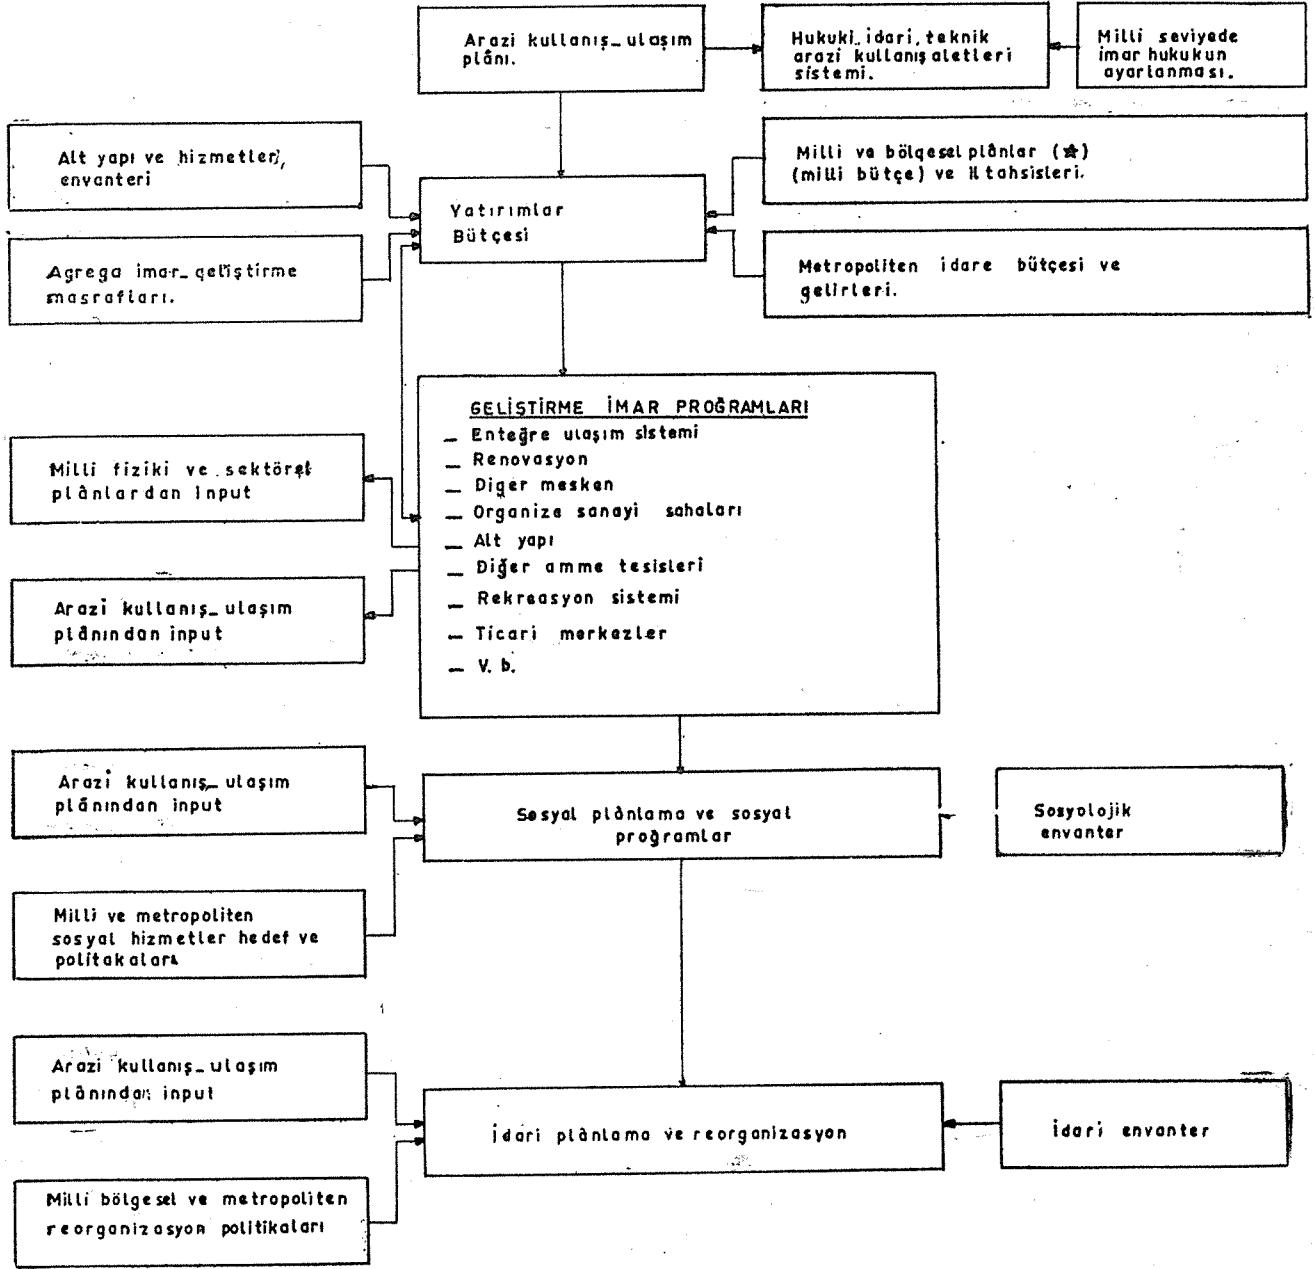 Arazi kullanış_ulaşım
plânı.
Hukuki, idari, teknik
arazi kullanış aletleri
sistemi.
Milli seviyede
imar hukukun
ayarlanması.
Alt yapı ve hizmetler,
envanteri
Milli ve bölgesel plânlar (★)
(milli bütçe) ve il tahsisleri.
Yatırımlar
Bütçesi
Agrega imar_geliştirme
masrafları.
Metropoliten idare bütçesi ve
gelirleri.
GELİŞTİRME İMAR PROĞRAMLARI
_ Enteğre ulaşım sistemi
_ Renovasyon
_ Diger mesken
_ Organize sanayi sahaları
_ Alt yapı
_ Diğer amme tesisleri
_ Rekreasyon sistemi
_ Ticari merkezler
_ V. b.
Milli fiziki ve sektörel
plânlardan input
Arazi kullanış_ulaşım
plânından input
Arazi kullanış_ulaşım
plânından input
Sosyal plânlama ve sosyal
proğramlar
Sosyolojik
envanter
Milli ve metropoliten
sosyal hizmetler hedef ve
politakaları
Arazi kullanış_ulaşım
plânından input
İdari plânlama ve reorganizasyon
İdari envanter
Milli bölgesel ve metropoliten
reorganizasyon politikaları